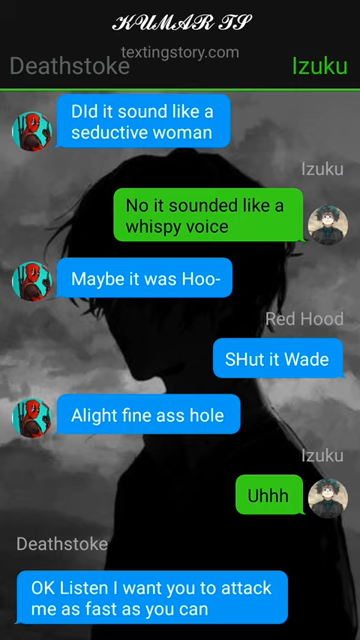 KUMAR TS
textingstory.com
Deathstoke
Izuku
DId it sound like a
seductive woman
Izuku
No it sounded like a
whispy voice
Maybe it was Hoo-
Red Hood
SHut it Wade
Alight fine ass hole
Izuku
Uhhh
Deathstoke
OK Listen I want you to attack
me as fast as you can